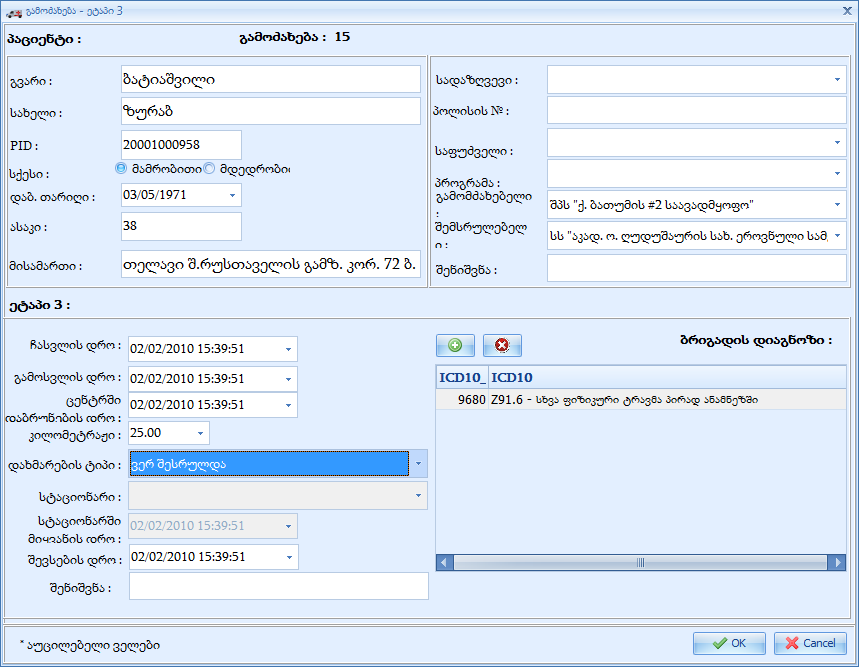 გამოძახება - ეტაპი 3
პაციენტი :
გამოძახება : 15
გვარი :
ბატიაშვილი
სახელი :
ზურაბ
PID :
20001000958
სქესი :
მამრობითი მდედრობი
დაბ. თარიღი :
03/05/1971
ასაკი :
38
მისამართი :
თელავი შ.რუსთაველის გამზ. კორ. 72 ბ.
სადაზღვევი :
პოლისის № :
საფუძველი :
პროგრამა :
გამომძახებელი
:
შპს "ქ. ბათუმის #2 საავადმყოფო"
შემსრულებელ
ი :
სს "აკად. ო. ღუდუშაურის სახ. ეროვნული სამ
შენიშვნა :
ეტაპი 3 :
ჩასვლის დრო :
02/02/2010 15:39:51
გამოსვლის დრო :
02/02/2010 15:39:51
ცენტრში
დაბრუნების დრო :
02/02/2010 15:39:51
კილომეტრაჟი :
25.00
დახმარების ტიპი :
ვერ შესრულდა
სტაციონარი :
სტაციონარში
მიყვანის დრო :
02/02/2010 15:39:51
შევსების დრო :
02/02/2010 15:39:51
შენიშვნა :
ბრიგადის დიაგნოზი :
ICD10_ ICD10
9680 Z91.6 - სხვა ფიზიკური ტრავმა პირად ანამნეზში
* აუცილებელი ველები
OK
Cancel